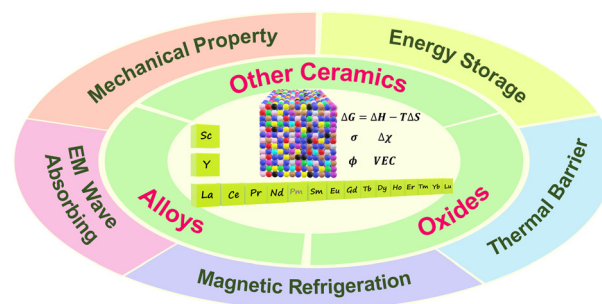 Mechanical Property
Energy Storage
Other Ceramics
Sc
ΔG = ΔH − TΔS
σ Δχ
Y
ϕ VEC
La Ce Pr Nd Pm Sm Eu Gd Tb Dy Ho Er Tm Yb Lu
EM Wave
Absorbing
Alloys
Oxides
Thermal Barrier
Magnetic Refrigeration